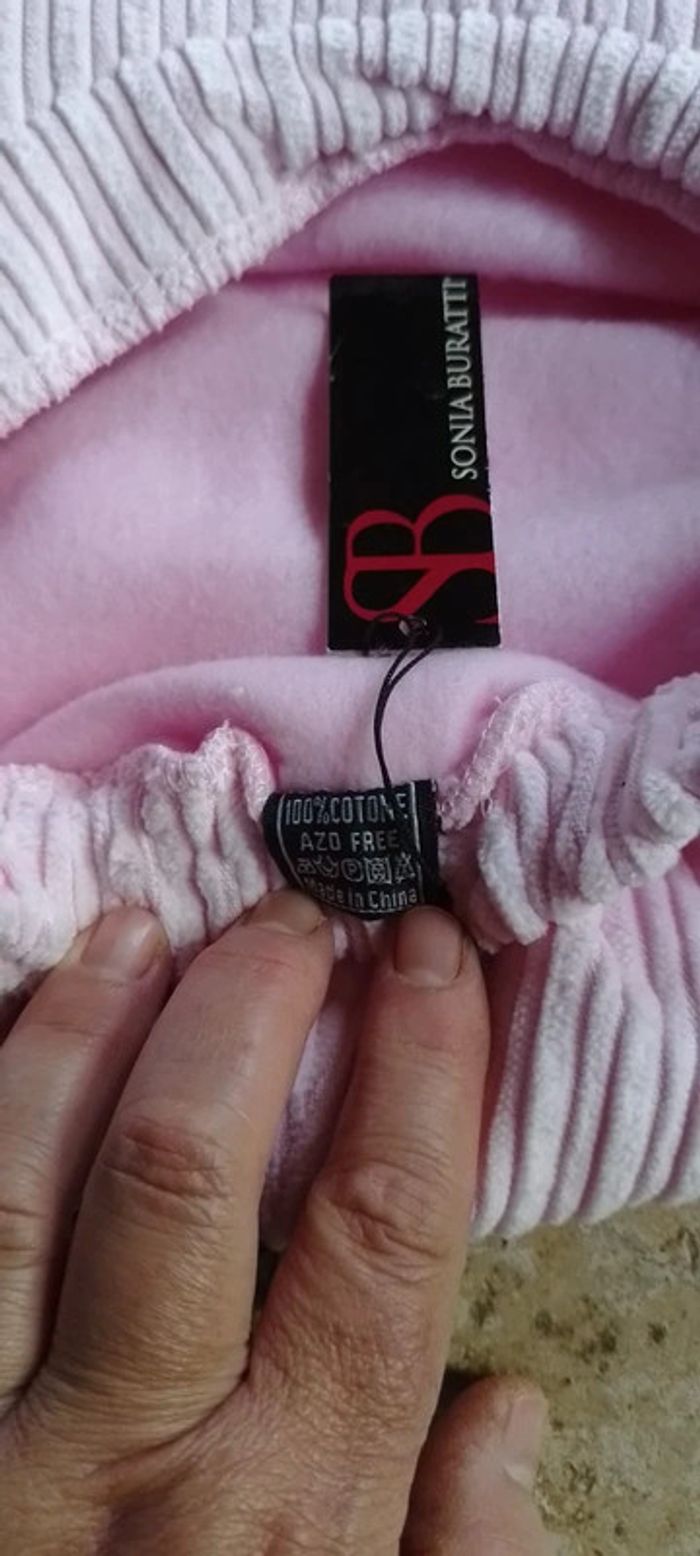 SONIA BURATTI
SB
100%COTONE
AZO FREE
Made In China